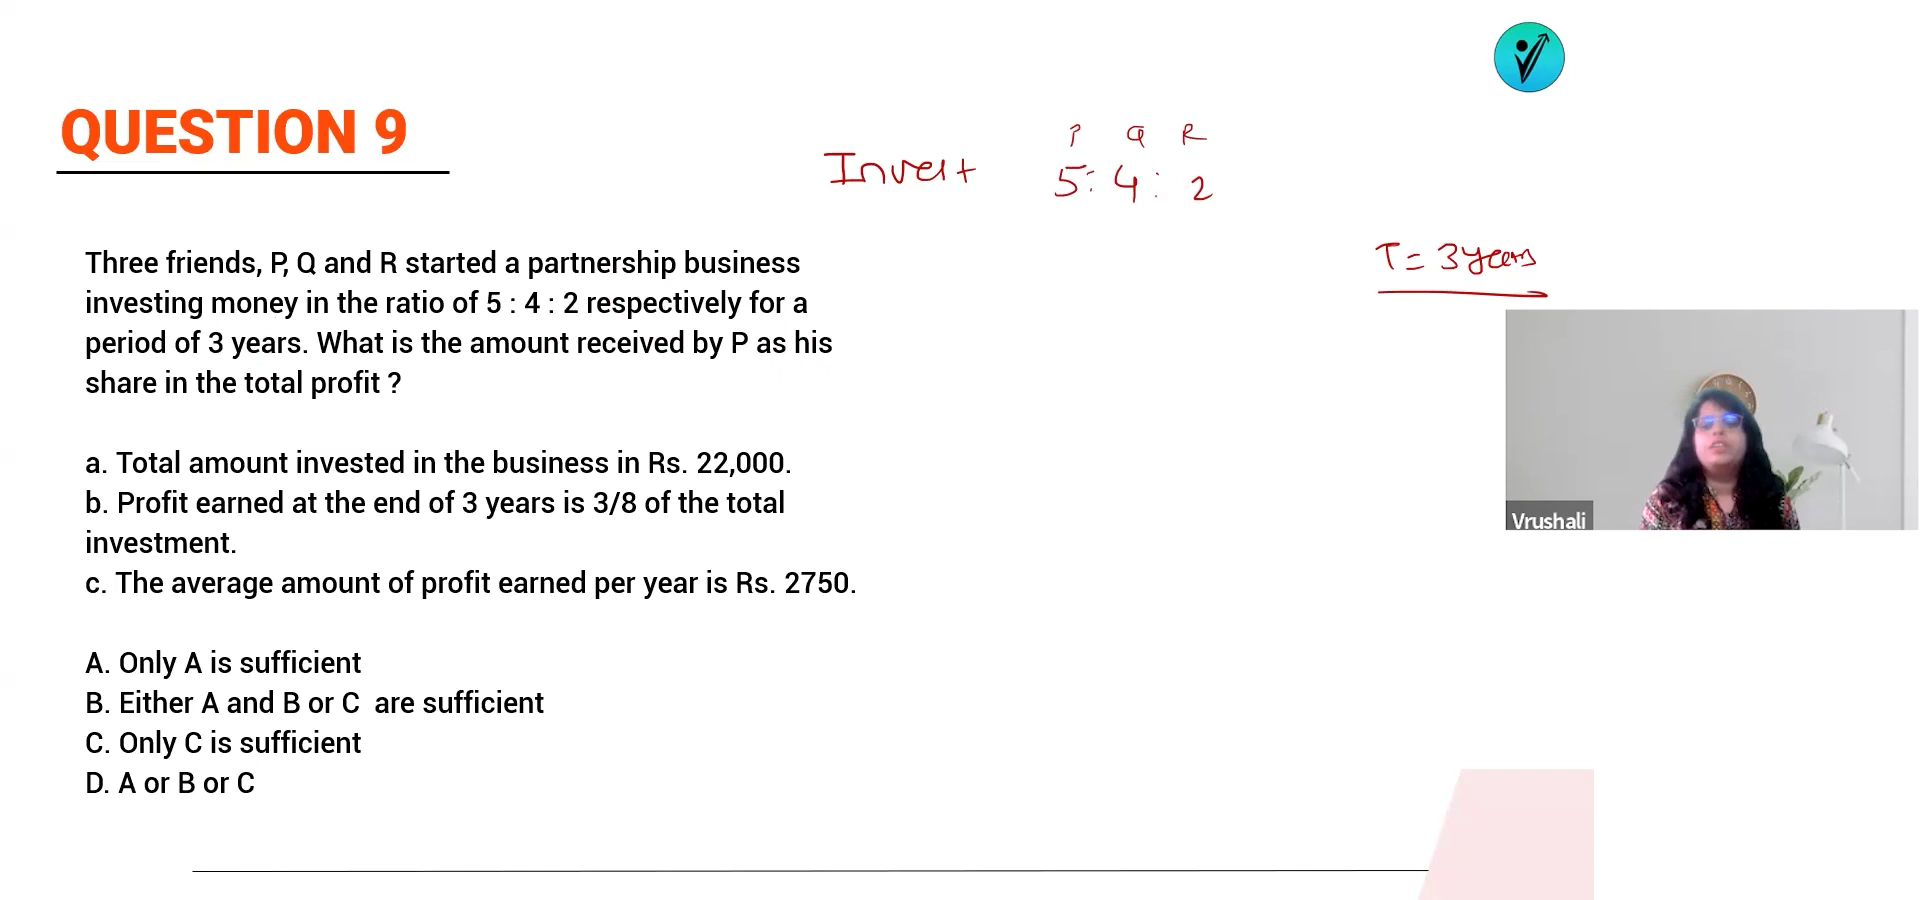 QUESTION 9
P Q R
Invest 5 : 4 : 2
T = 3 years
Three friends, P, Q and R started a partnership business
investing money in the ratio of 5 : 4 : 2 respectively for a
period of 3 years. What is the amount received by P as his
share in the total profit ?
a. Total amount invested in the business in Rs. 22,000.
b. Profit earned at the end of 3 years is 3/8 of the total
investment.
c. The average amount of profit earned per year is Rs. 2750.
A. Only A is sufficient
B. Either A and B or C are sufficient
C. Only C is sufficient
D. A or B or C
Vrushali